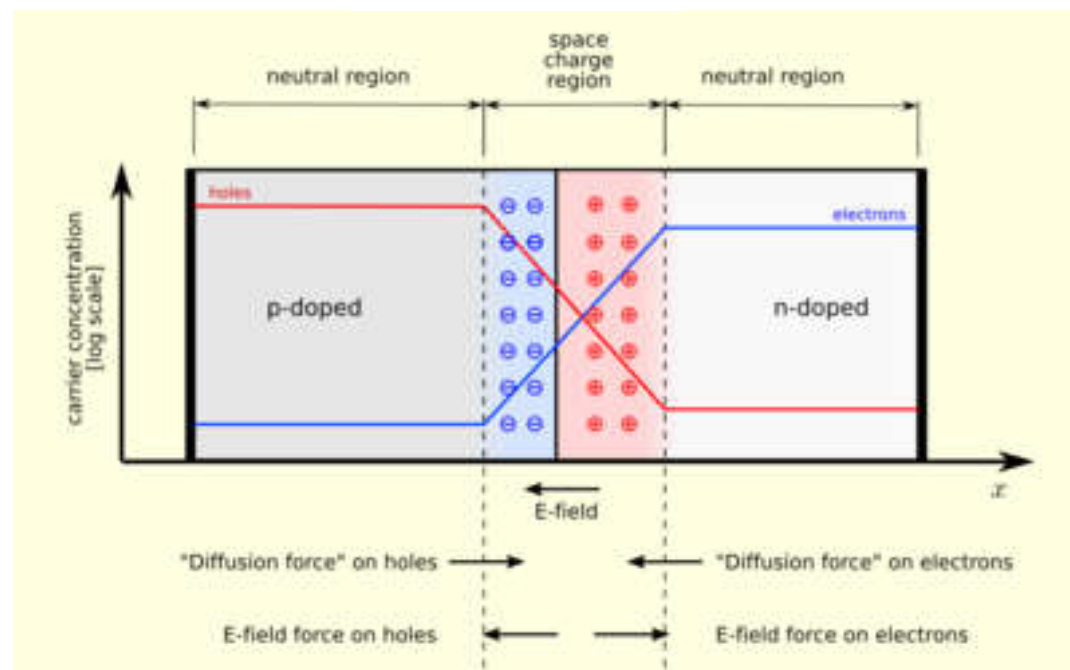 space
charge
region
neutral region
neutral region
holes
electrons
carrier concentration
[log scale]
p-doped
n-doped
x
E-field
"Diffusion force" on holes
"Diffusion force" on electrons
E-field force on holes
E-field force on electrons